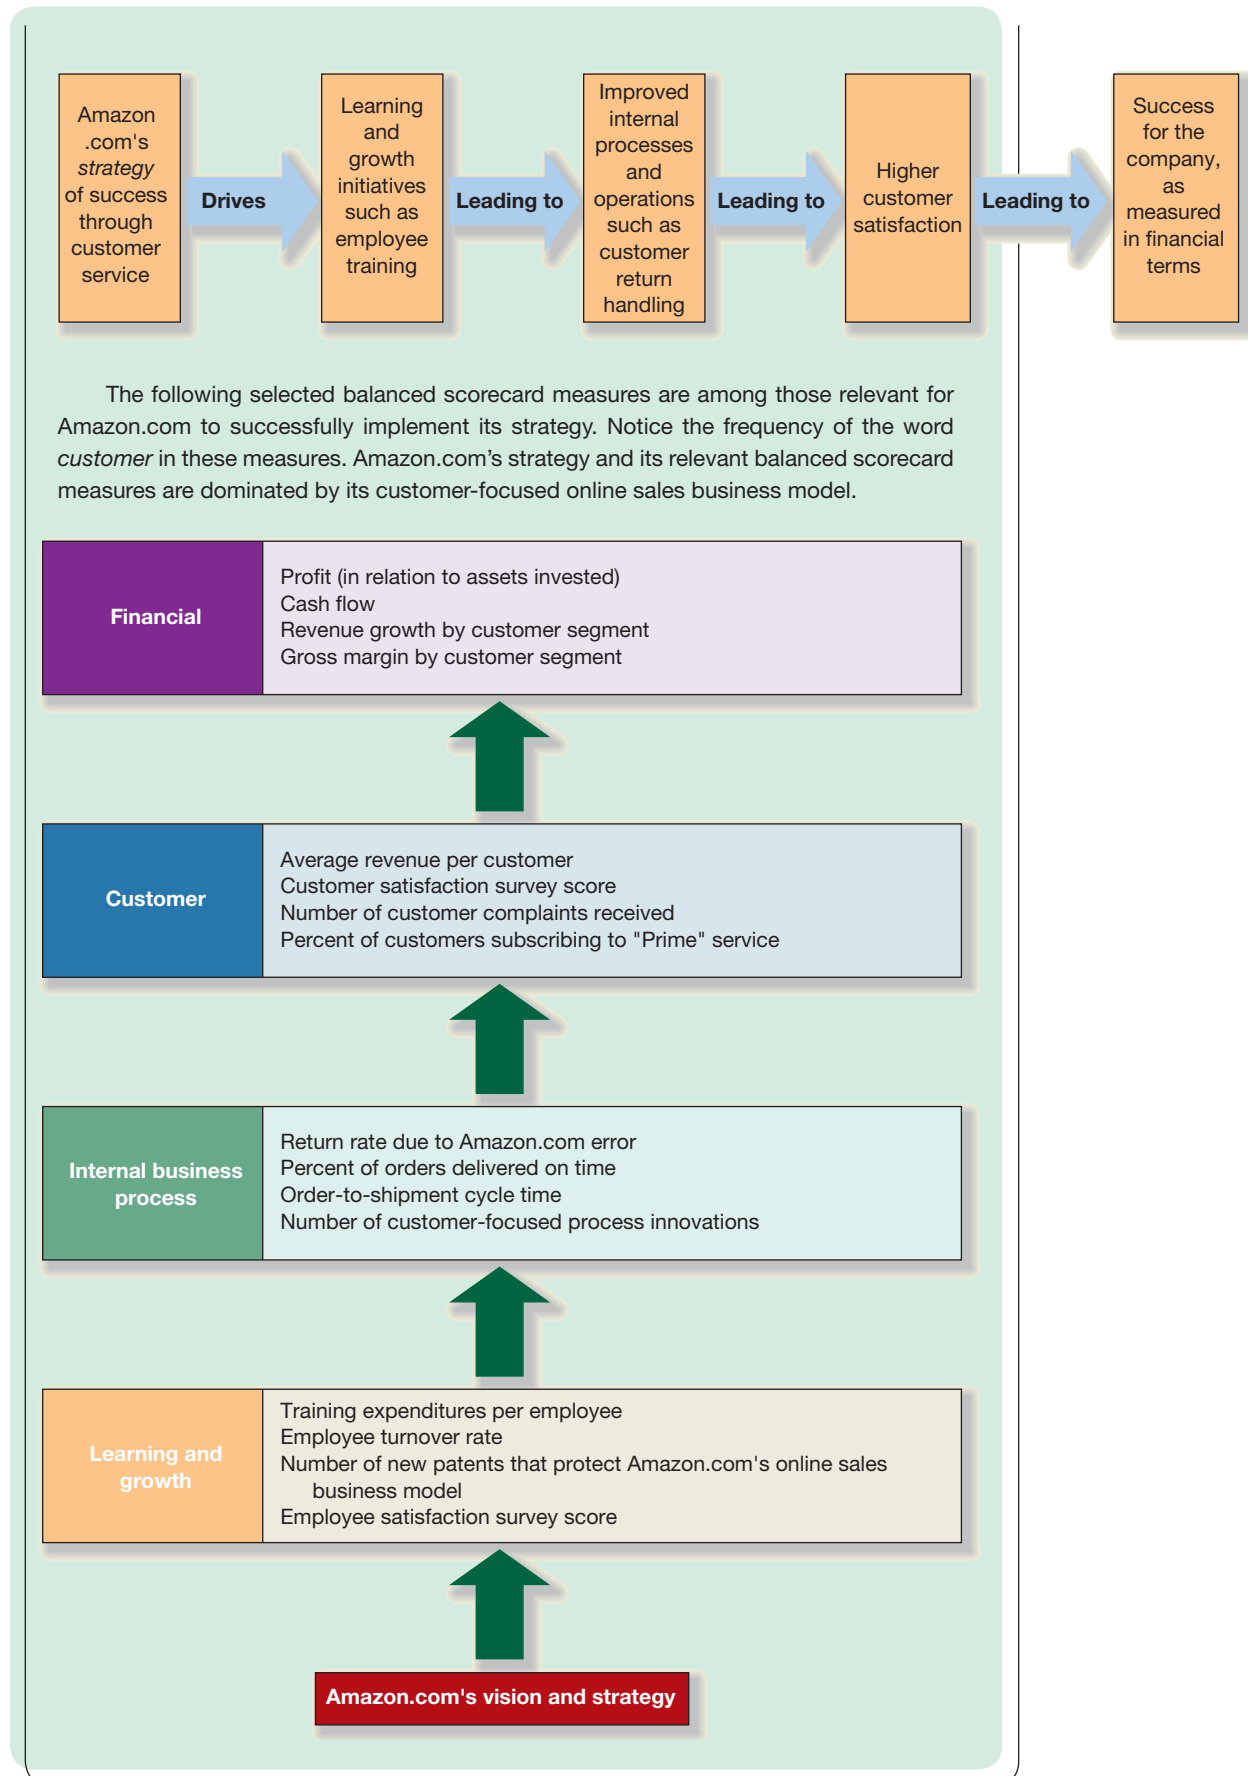 Amazon
.com's
strategy
of success
through
customer
service
Drives
Learning
and
growth
initiatives
such as
employee
training
Leading to
Improved
internal
processes
and
operations
such as
customer
return
handling
Leading to
Higher
customer
satisfaction
Leading to
Success
for the
company,
as
measured
in financial
terms
The following selected balanced scorecard measures are among those relevant for
Amazon.com to successfully implement its strategy. Notice the frequency of the word
customer in these measures. Amazon.com’s strategy and its relevant balanced scorecard
measures are dominated by its customer-focused online sales business model.
Financial
Profit (in relation to assets invested)
Cash flow
Revenue growth by customer segment
Gross margin by customer segment
Customer
Average revenue per customer
Customer satisfaction survey score
Number of customer complaints received
Percent of customers subscribing to "Prime" service
Internal business
process
Return rate due to Amazon.com error
Percent of orders delivered on time
Order-to-shipment cycle time
Number of customer-focused process innovations
Learning and
growth
Training expenditures per employee
Employee turnover rate
Number of new patents that protect Amazon.com's online sales
business model
Employee satisfaction survey score
Amazon.com's vision and strategy